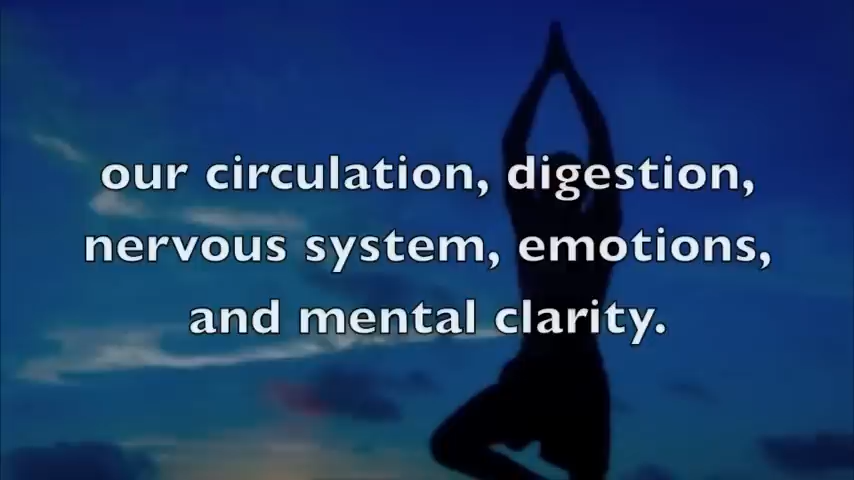 our circulation, digestion,
nervous system, emotions,
and mental clarity.